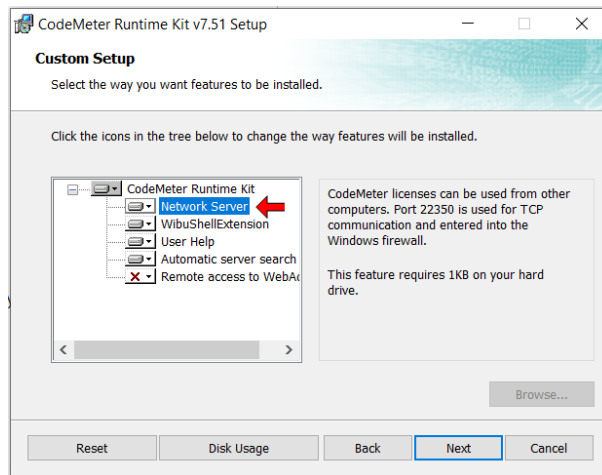 CodeMeter Runtime Kit v7.51 Setup
Custom Setup
Select the way you want features to be installed.
Click the icons in the tree below to change the way features will be installed.
CodeMeter Runtime Kit
Network Server
WibuShellExtension
User Help
Automatic server search
Remote access to WebAc
CodeMeter licenses can be used from other
computers. Port 22350 is used for TCP
communication and entered into the
Windows firewall.
This feature requires 1KB on your hard
drive.
Browse...
Reset
Disk Usage
Back
Next
Cancel